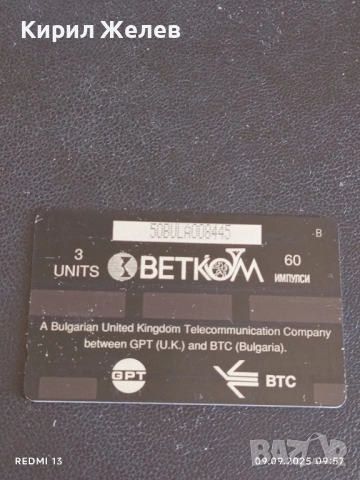 Кирил Желев
50BULA008445
B
3 UNITS BETKOM 60 ИМПУЛСИ
A Bulgarian United Kingdom Telecommunication Company
between GPT (U.K.) and BTC (Bulgaria).
GPT BTC
REDMI 13
09.09.2025 09:57
БАЗАР